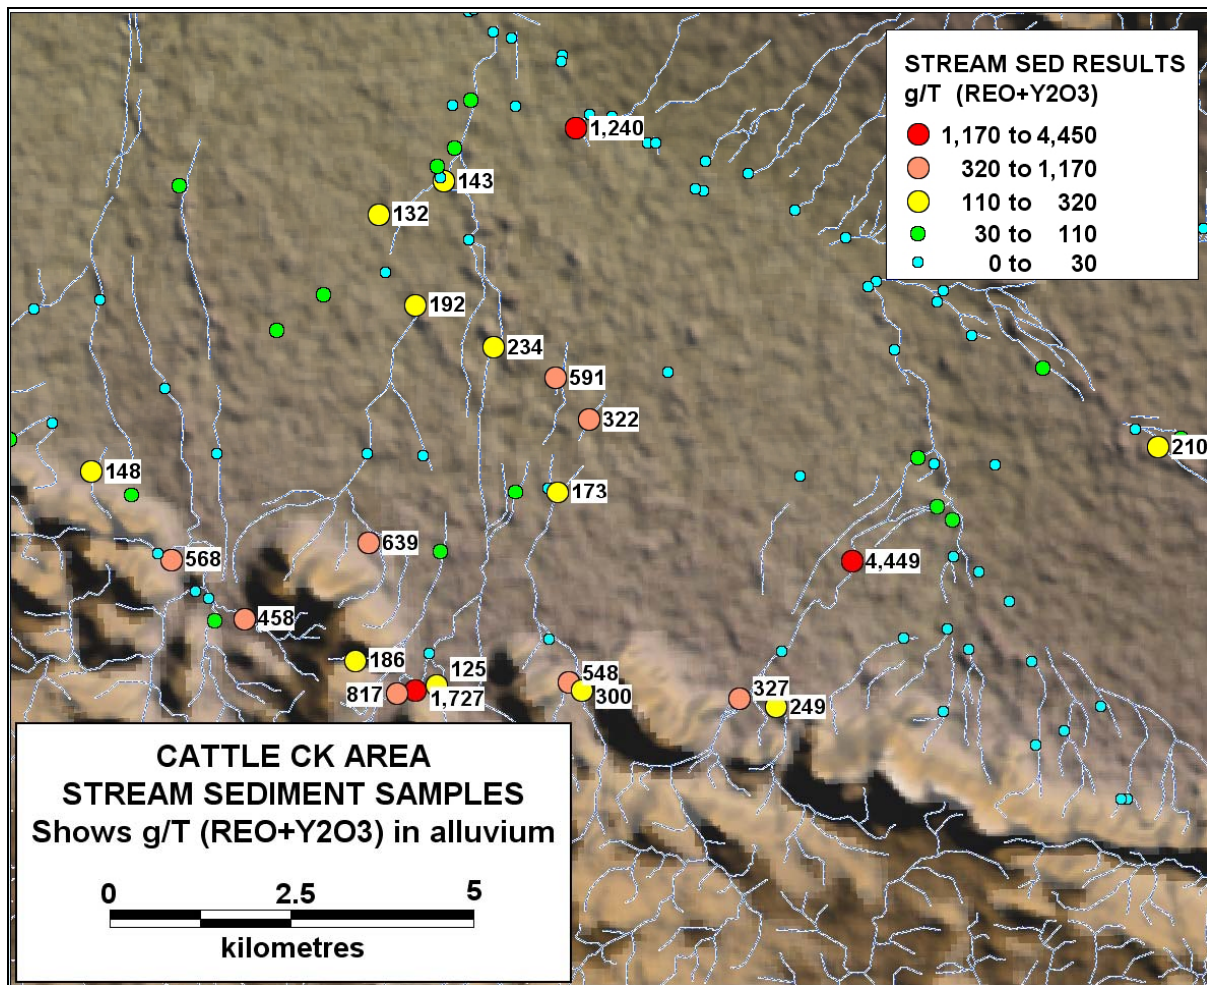 STREAM SED RESULTS
g/T (REO+Y2O3)
1,170 to 4,450
320 to 1,170
110 to 320
30 to 110
0 to 30
1,240
143
132
192
234
591
322
210
148
173
639
568
4,449
458
186
125
548
817
1,727
300
327
249
CATTLE CK AREA
STREAM SEDIMENT SAMPLES
Shows g/T (REO+Y2O3) in alluvium
0 2.5 5
kilometres